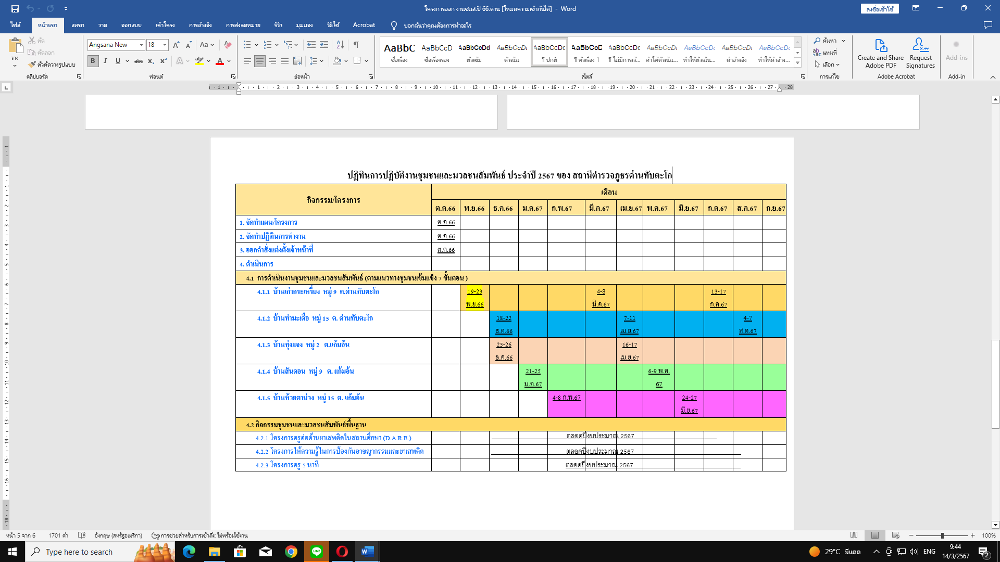 โครงการออก งานชมส.ปี 66.ด่าน [โหมดความเข้ากันได้] - Word
ลงชื่อเข้าใช้
ไฟล์ หน้าแรก แทรก วาด ออกแบบ เค้าโครง การอ้างอิง การส่งจดหมาย รีวิว มุมมอง วิธีใช้ Acrobat บอกฉันว่าคุณต้องการทำอะไร
วาง
ตัด
คัดลอก
ตัวคัดวางรูปแบบ
คลิปบอร์ด
Angsana New 18
ฟอนต์
ย่อหน้า
AaBbC AaBbCcD AaBbCcDd AaBbCcDc AaBbCcDc AaBbCcD AaBbCcDc AaBbCcDc AaBbCcDc AaBbCcDc AaBbCcDc
ชื่อเรื่อง ชื่อเรื่องรอง ตัวเข้ม ตัวเน้น ¶ ปกติ ¶ หัวเรื่อง 1 ¶ ไม่มีการเว้... ทำให้ตัวเน้น... ทำให้ตัวเน้น... คำอ้างอิง ทำให้คำอ้าง...
สไตล์
ค้นหา
แทนที่
เลือก
การแก้ไข
Create and Share Adobe PDF
Request Signatures
Adobe Acrobat
Add-ins
Add-in
1 1 2 3 4 5 6 7 8 9 10 11 12 13 14 15 16 17 18 19 20 21 22 23 24 25 26 27 28
ปฏิทินการปฏิบัติงานชุมชนและมวลชนสัมพันธ์ ประจำปี 2567 ของ สถานีตำรวจภูธรด่านทับตะโก
กิจกรรม/โครงการ
เดือน
ต.ค.66 พ.ย.66 ธ.ค.66 ม.ค.67 ก.พ.67 มี.ค.67 เม.ย.67 พ.ค.67 มิ.ย.67 ก.ค.67 ส.ค.67 ก.ย.67
1. จัดทำแผน/โครงการ ต.ค.66
2. จัดทำปฏิทินการทำงาน ต.ค.66
3. ออกคำสั่งแต่งตั้งเจ้าหน้าที่ ต.ค.66
4. ดำเนินการ
4.1 การดำเนินงานชุมชนและมวลชนสัมพันธ์ (ตามแนวทางชุมชนเข้มแข็ง 7 ขั้นตอน )
4.1.1 บ้านเก่ากระเหรี่ยง หมู่ 9 ต.ด่านทับตะโก 19-23 4-8 13-17
พ.ย.66 มี.ค.67 ก.ค.67
4.1.2 บ้านท่ามะเดื่อ หมู่ 15 ต. ด่านทับตะโก 18-22 7-11 4-7
ธ.ค.66 เม.ย.67 ส.ค.67
4.1.3 บ้านทุ่งแจง หมู่ 2 ต.แก้มอ้น 25-26 16-17
ธ.ค.66 เม.ย.67
4.1.4 บ้านสันดอน หมู่ 9 ต. แก้มอ้น 21-25 6-9 พ.ค.
ม.ค.67 67
4.1.5 บ้านห้วยตาม่วง หมู่ 15 ต. แก้มอ้น 4-8 ก.พ.67 24-27
มิ.ย.67
4.2 กิจกรรมชุมชนและมวลชนสัมพันธ์พื้นฐาน
4.2.1 โครงการครูต่อต้านยาเสพติดในสถานศึกษา (D.A.R.E.) ตลอดปีงบประมาณ 2567
4.2.2 โครงการให้ความรู้ในการป้องกันอาชญากรรมและยาเสพติด ตลอดปีงบประมาณ 2567
4.2.3 โครงการครู 5 นาที ตลอดปีงบประมาณ 2567
หน้า 5 จาก 6 1701 คำ อังกฤษ (สหรัฐอเมริกา) การช่วยสำหรับการเข้าถึง: ไม่พร้อมใช้งาน 100%
Type here to search
29°C มีแดด ENG
9:44
14/3/2567
2